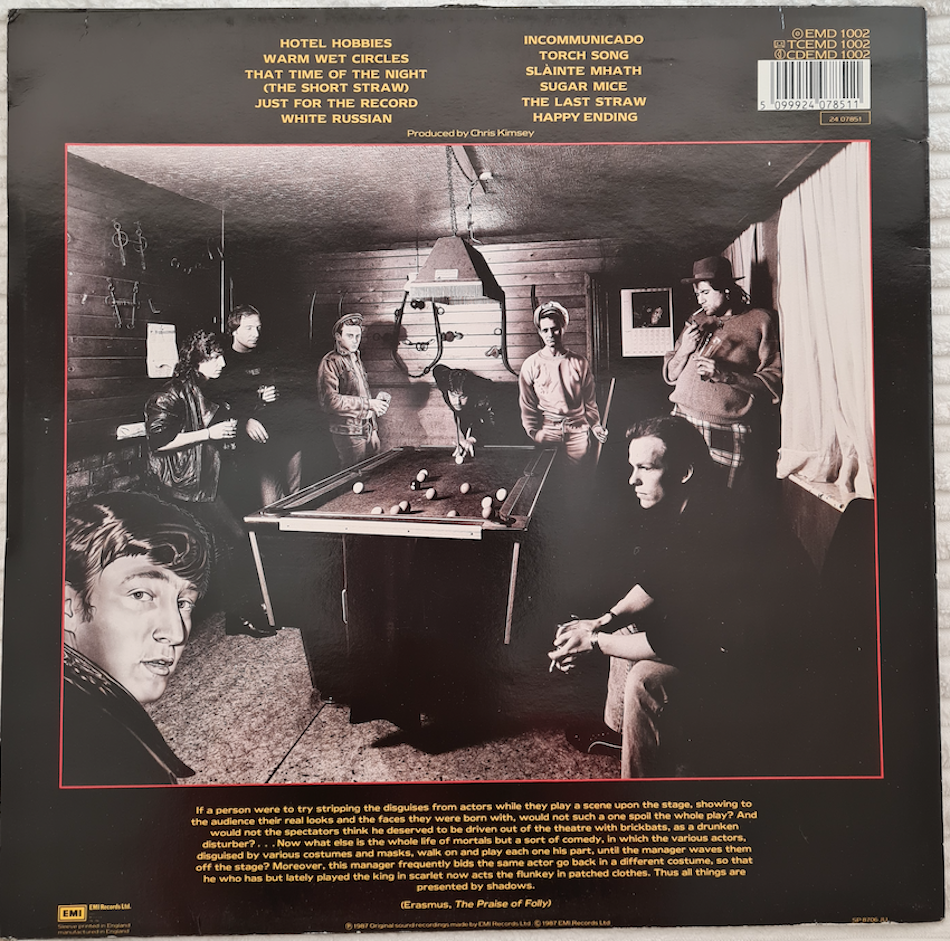 HOTEL HOBBIES
WARM WET CIRCLES
THAT TIME OF THE NIGHT
(THE SHORT STRAW)
JUST FOR THE RECORD
WHITE RUSSIAN
INCOMMUNICADO
TORCH SONG
SLÀINTE MHATH
SUGAR MICE
THE LAST STRAW
HAPPY ENDING
EMD 1002
TCEMD 1002
CDEMD 1002
5 099924 078511
24 07851
Produced by Chris Kimsey
If a person were to try stripping the disguises from actors while they play a scene upon the stage, showing to
the audience their real looks and the faces they were born with, would not such a one spoil the whole play? And
would not the spectators think he deserved to be driven out of the theatre with brickbats, as a drunken
disturber? . . . Now what else is the whole life of mortals but a sort of comedy, in which the various actors,
disguised by various costumes and masks, walk on and play each one his part, until the manager waves them
off the stage? Moreover, this manager frequently bids the same actor go back in a different costume, so that
he who has but lately played the king in scarlet now acts the flunkey in patched clothes. Thus all things are
presented by shadows.
(Erasmus, The Praise of Folly)
EMI EMI Records Ltd.
Sleeve printed in England
manufactured in England
℗ 1987 Original sound recordings made by EMI Records Ltd. © 1987 EMI Records Ltd